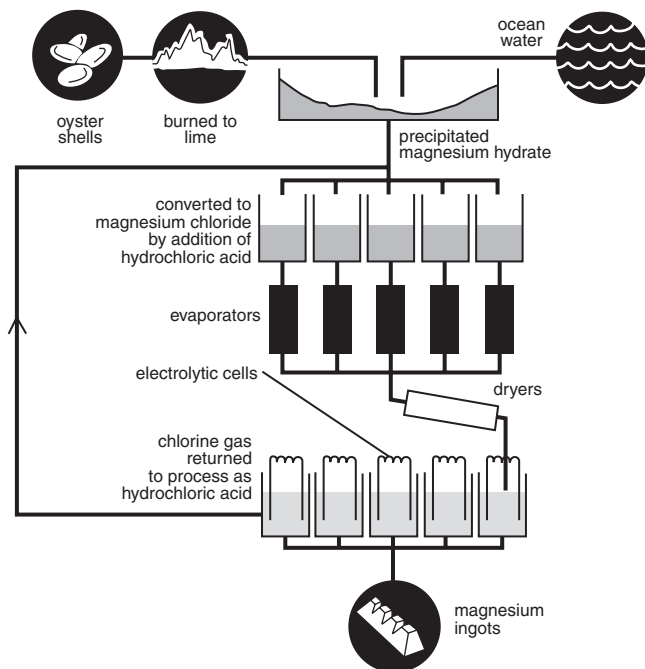 ocean
water
oyster
shells
burned to
lime
precipitated
magnesium hydrate
converted to
magnesium chloride
by addition of
hydrochloric acid
evaporators
electrolytic cells
dryers
chlorine gas
returned
to process as
hydrochloric acid
magnesium
ingots